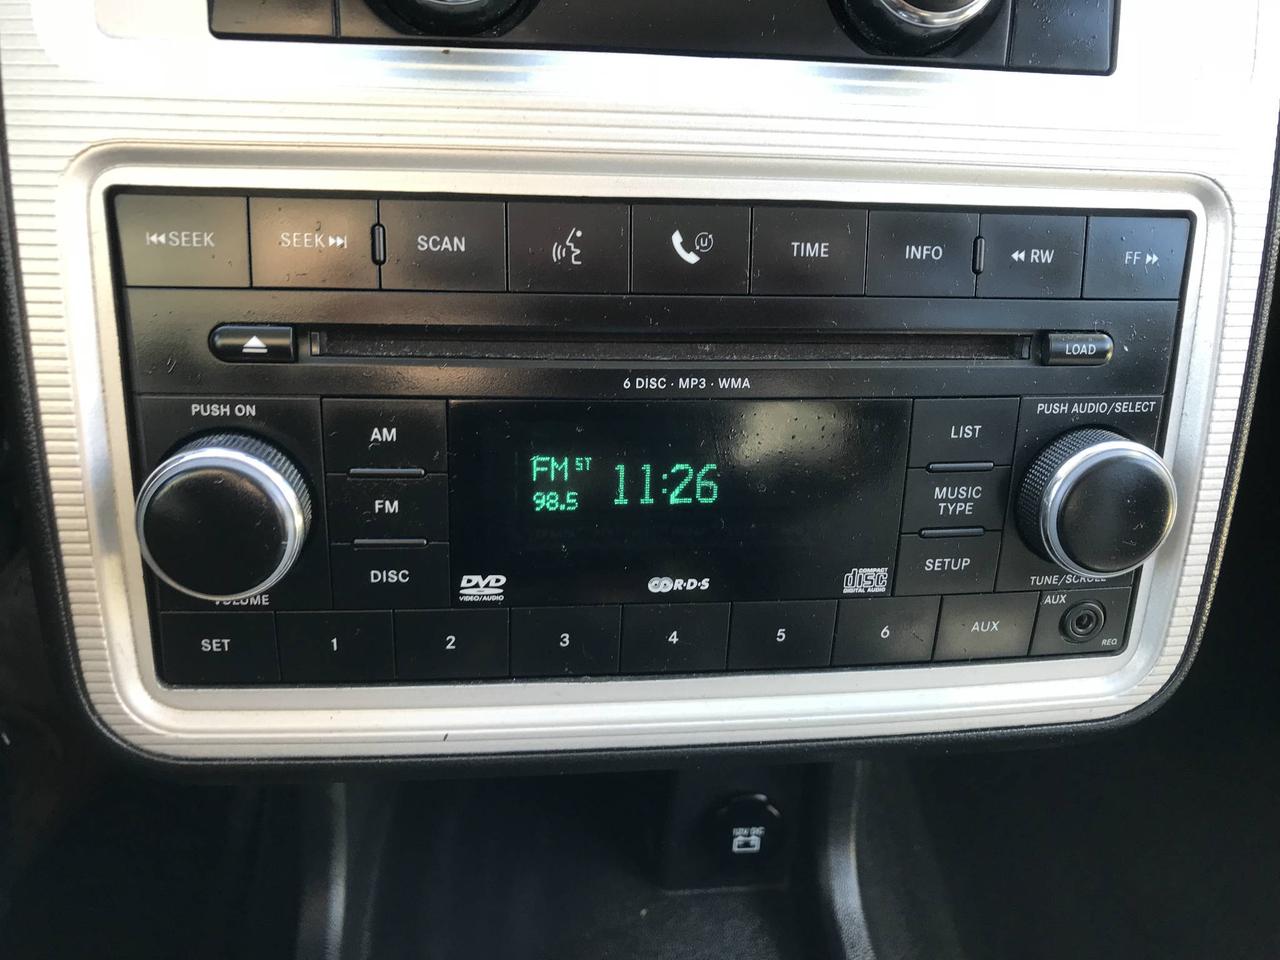 SEEK
SEEK
SCAN
u
TIME
INFO
RW
FF
LOAD
6 DISC · MP3 · WMA
PUSH ON
VOLUME
AM
FM
DISC
FM ST
98.5
11:26
DVD
VIDEO/AUDIO
R·D·S
COMPACT
disc
DIGITAL AUDIO
LIST
MUSIC
TYPE
SETUP
PUSH AUDIO/SELECT
TUNE/SCROLL
SET
1
2
3
4
5
6
AUX
AUX